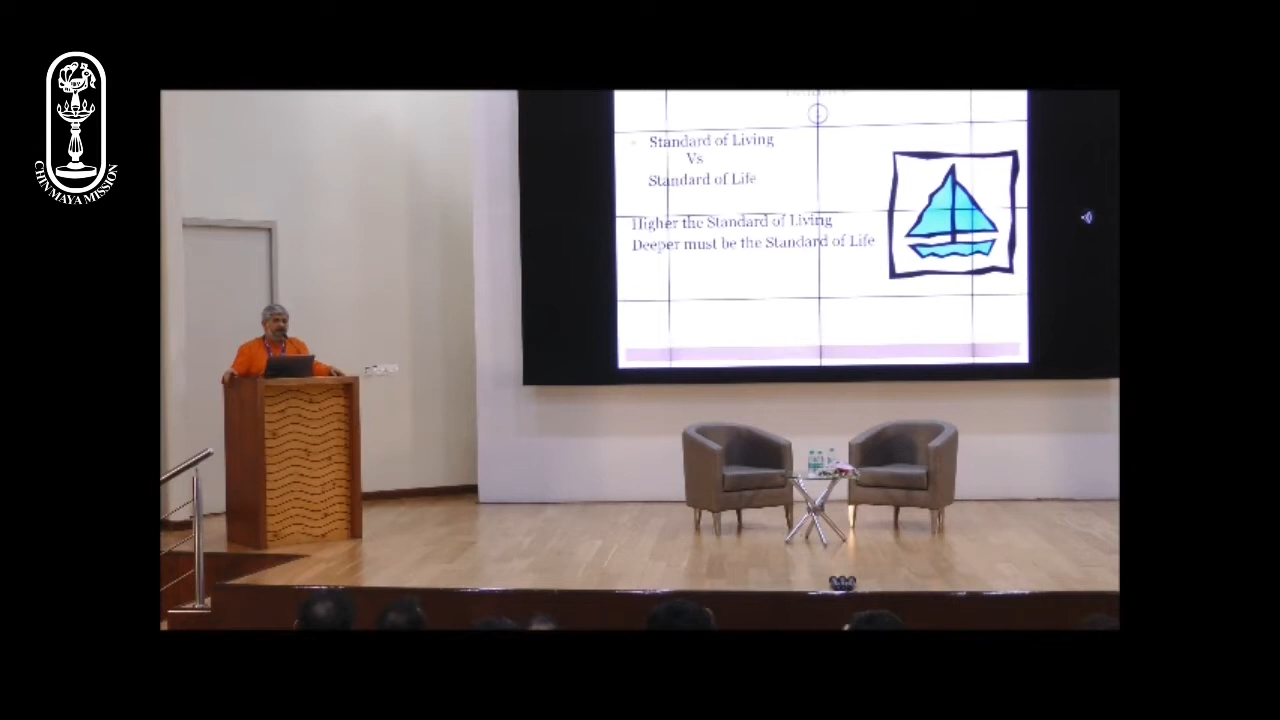 CHINMAYA MISSION
Standard of Living
Vs
Standard of Life
Higher the Standard of Living
Deeper must be the Standard of Life